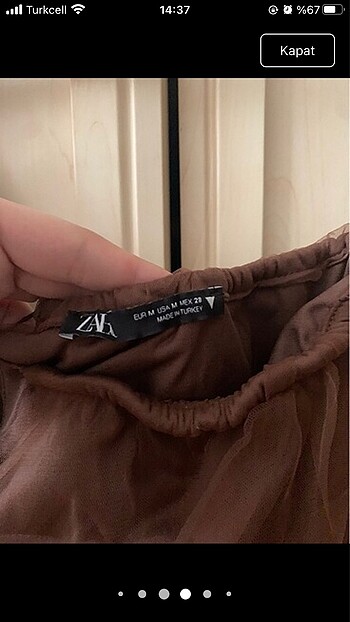 Turkcell 14:37 %67
Kapat
ZARA
EUR M USA M MEX 28
MADE IN TURKEY